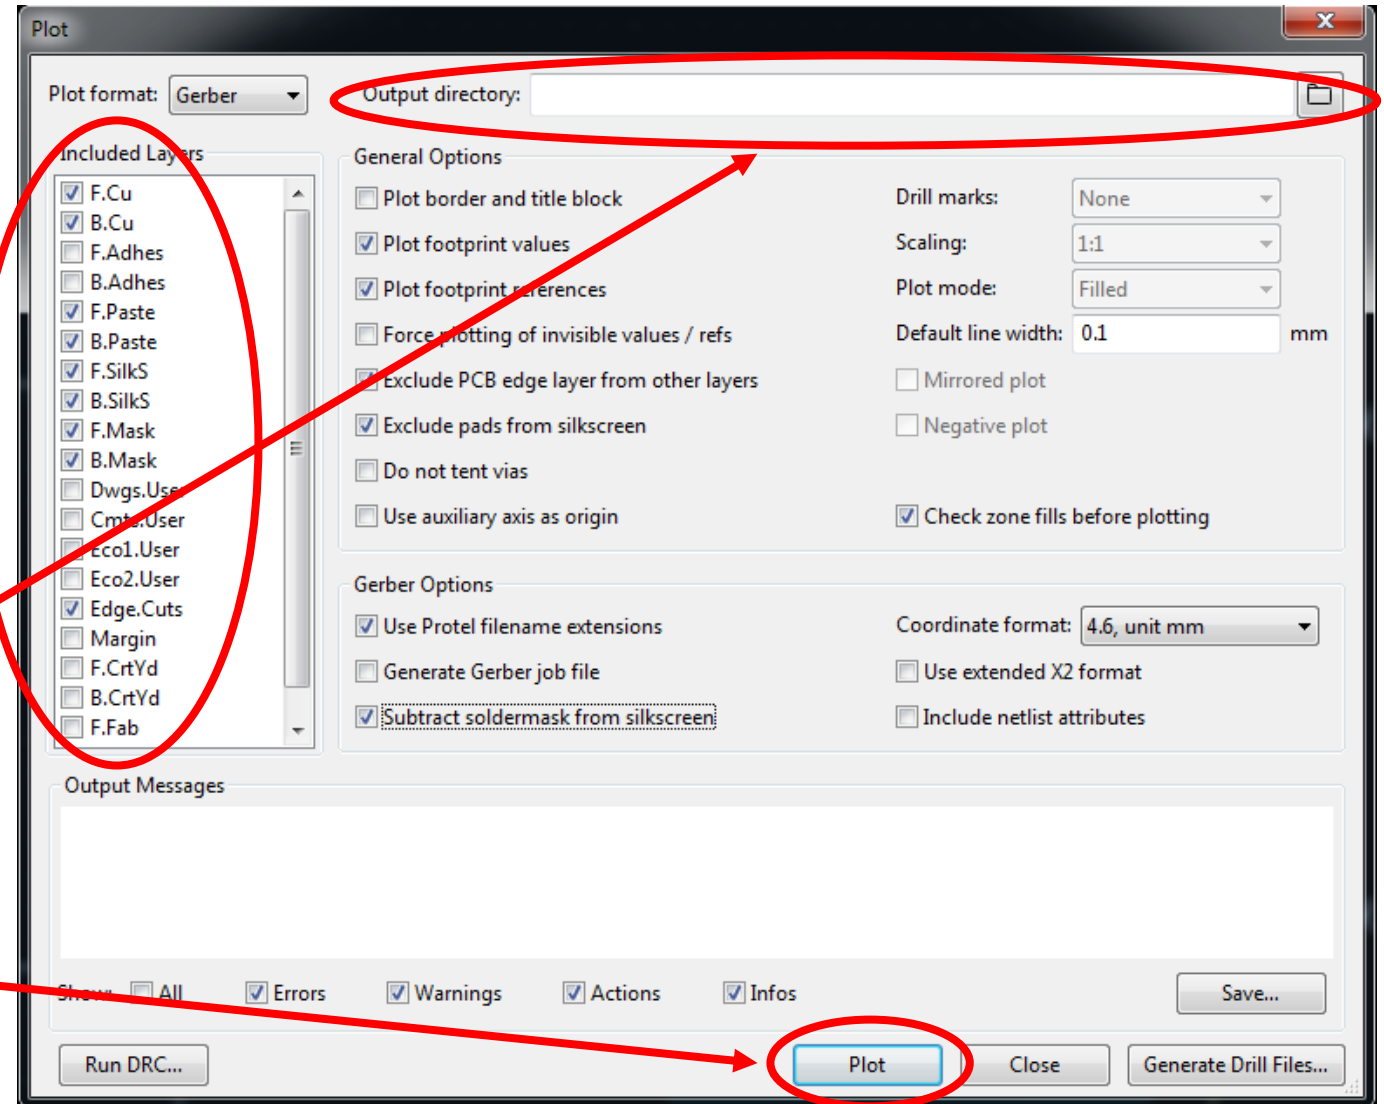 Plot
Plot format: Gerber
Output directory:
Included Layers
F.Cu
B.Cu
F.Adhes
B.Adhes
F.Paste
B.Paste
F.SilkS
B.SilkS
F.Mask
B.Mask
Dwgs.User
Cmts.User
Eco1.User
Eco2.User
Edge.Cuts
Margin
F.CrtYd
B.CrtYd
F.Fab
General Options
Plot border and title block
Plot footprint values
Plot footprint references
Force plotting of invisible values / refs
Exclude PCB edge layer from other layers
Exclude pads from silkscreen
Do not tent vias
Use auxiliary axis as origin
Drill marks: None
Scaling: 1:1
Plot mode: Filled
Default line width: 0.1 mm
Mirrored plot
Negative plot
Check zone fills before plotting
Gerber Options
Use Protel filename extensions
Generate Gerber job file
Subtract soldermask from silkscreen
Coordinate format: 4.6, unit mm
Use extended X2 format
Include netlist attributes
Output Messages
Show: All Errors Warnings Actions Infos Save...
Run DRC... Plot Close Generate Drill Files...